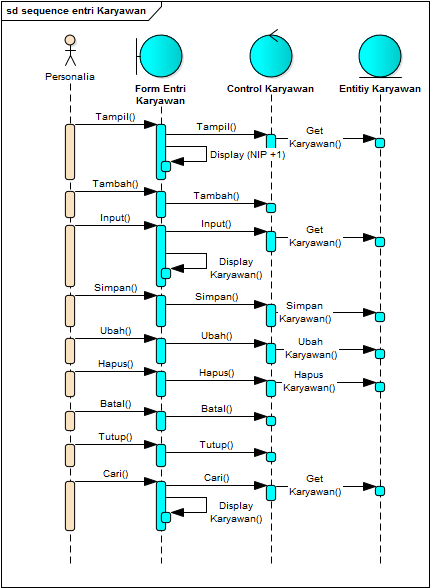 sd sequence entri Karyawan
Personalia
Form Entri
Karyawan
Control Karyawan
Entitiy Karyawan
Tampil()
Tampil()
Get
Karyawan()
Display (NIP +1)
Tambah()
Tambah()
Input()
Input()
Get
Karyawan()
Display
Karyawan()
Simpan()
Simpan()
Simpan
Karyawan()
Ubah()
Ubah()
Ubah
Karyawan()
Hapus()
Hapus()
Hapus
Karyawan()
Batal()
Batal()
Tutup()
Tutup()
Cari()
Cari()
Get
Karyawan()
Display
Karyawan()